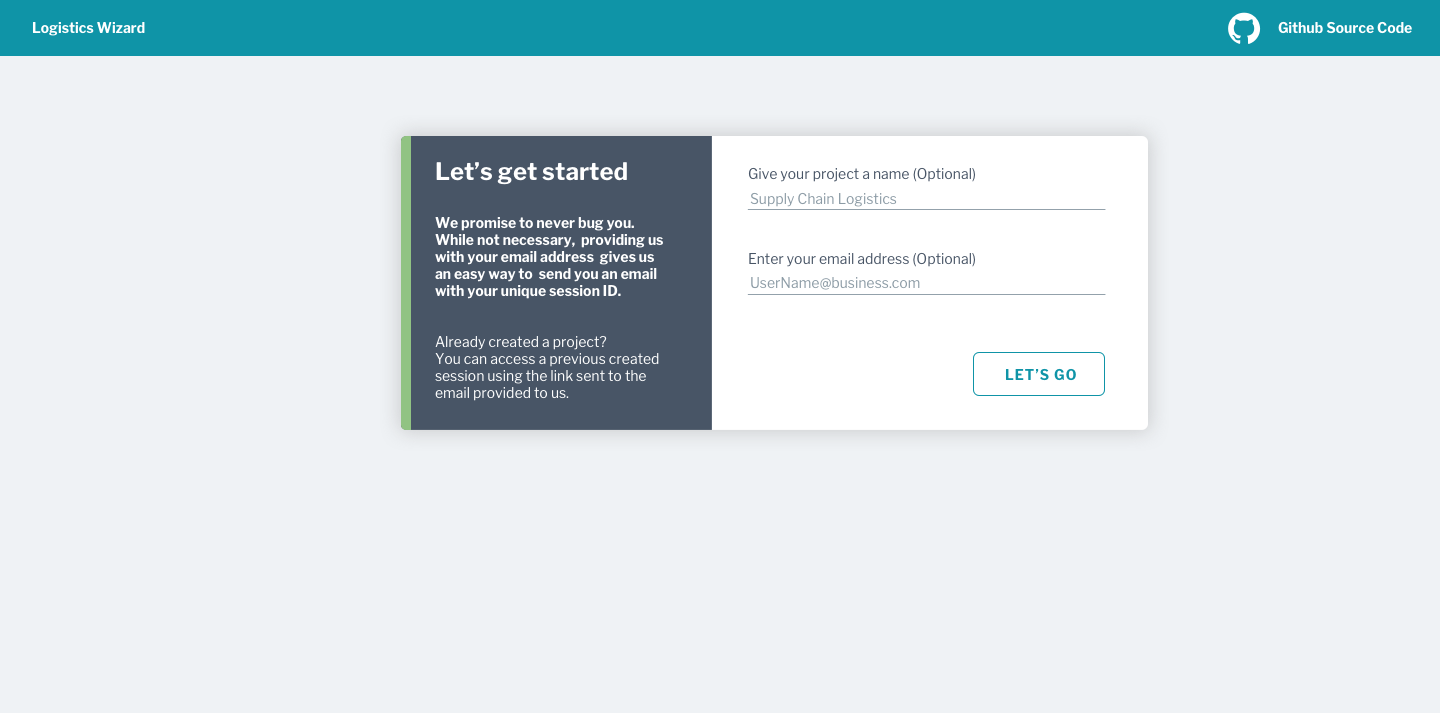 Logistics Wizard
Github Source Code
Let’s get started
We promise to never bug you.
While not necessary,  providing us
with your email address  gives us
an easy way to  send you an email
with your unique session ID.
Already created a project?
You can access a previous created
session using the link sent to the
email provided to us.
Give your project a name (Optional)
Supply Chain Logistics
Enter your email address (Optional)
UserName@business.com
LET’S GO